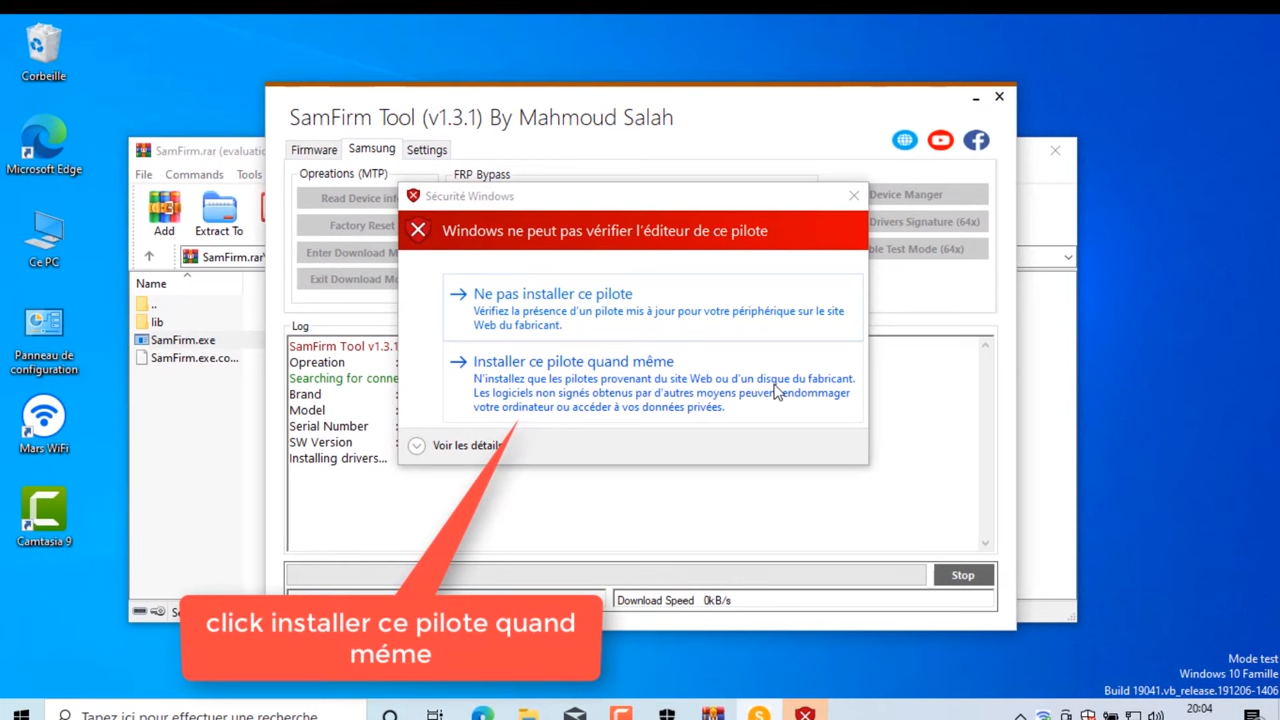 Corbeille
Microsoft Edge
Ce PC
Panneau de
configuration
Mars WiFi
Camtasia 9
SamFirm.rar (evaluatio
File Commands Tools
Add Extract To
SamFirm.rar\
Name
..
lib
SamFirm.exe
SamFirm.exe.co...
SamFirm Tool (v1.3.1) By Mahmoud Salah
Firmware Samsung Settings
Opreations (MTP) FRP Bypass
Read Device inf
Factory Reset
Enter Download M
Exit Download Mo
Device Manger
Drivers Signature (64x)
ble Test Mode (64x)
Log
SamFirm Tool v1.3.1
Opreation :
Searching for conne
Brand :
Model :
Serial Number :
SW Version :
Installing drivers...
Stop
Download Speed 0kB/s
Sécurité Windows
Windows ne peut pas vérifier l'éditeur de ce pilote
Ne pas installer ce pilote
Vérifiez la présence d'un pilote mis à jour pour votre périphérique sur le site
Web du fabricant.
Installer ce pilote quand même
N'installez que les pilotes provenant du site Web ou d'un disque du fabricant.
Les logiciels non signés obtenus par d'autres moyens peuvent endommager
votre ordinateur ou accéder à vos données privées.
Voir les détails
click installer ce pilote quand
méme
Mode test
Windows 10 Famille
Build 19041.vb_release.191206-1406
Tapez ici pour effectuer une recherche
20:04